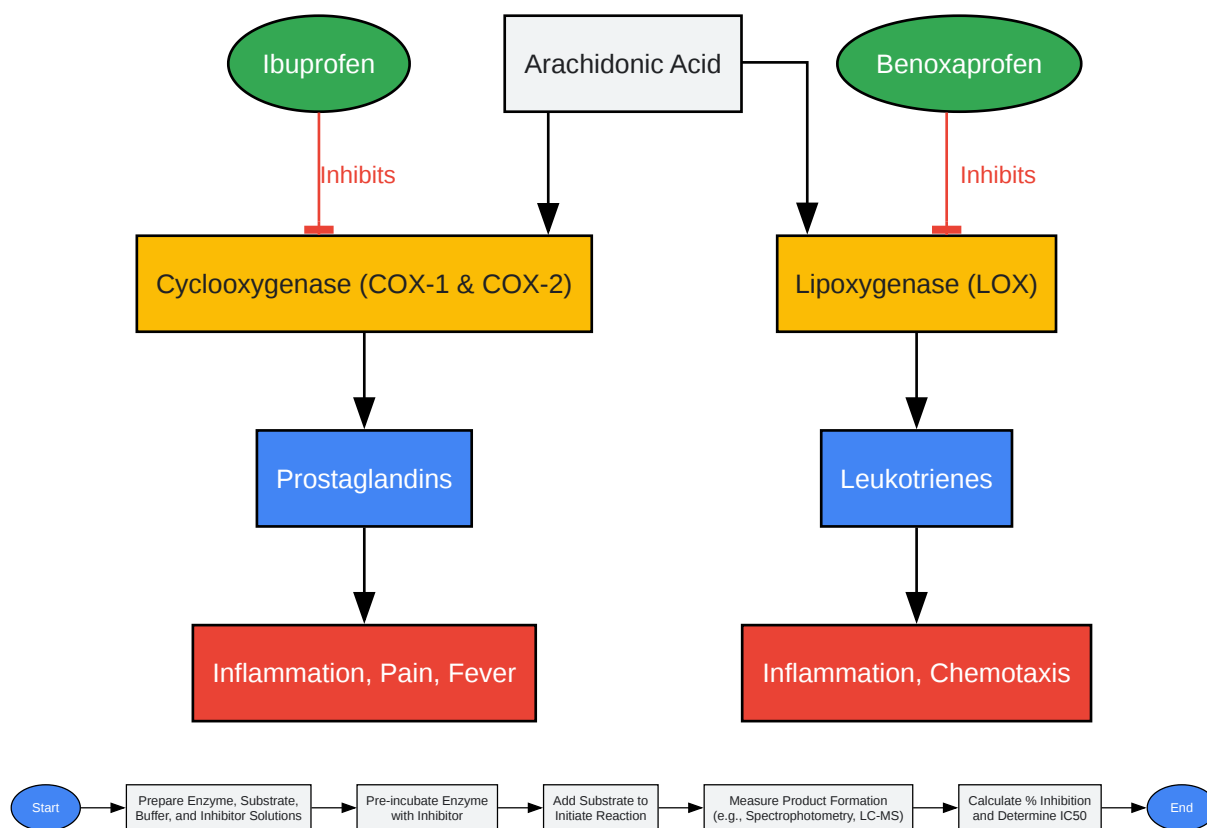 Ibuprofen
Arachidonic Acid
Benoxaprofen
Inhibits
Inhibits
Cyclooxygenase (COX-1 & COX-2)
Lipoxygenase (LOX)
Prostaglandins
Leukotrienes
Inflammation, Pain, Fever
Inflammation, Chemotaxis
Start
Prepare Enzyme, Substrate,
Buffer, and Inhibitor Solutions
Pre-incubate Enzyme
with Inhibitor
Add Substrate to
Initiate Reaction
Measure Product Formation
(e.g., Spectrophotometry, LC-MS)
Calculate % Inhibition
and Determine IC50
End